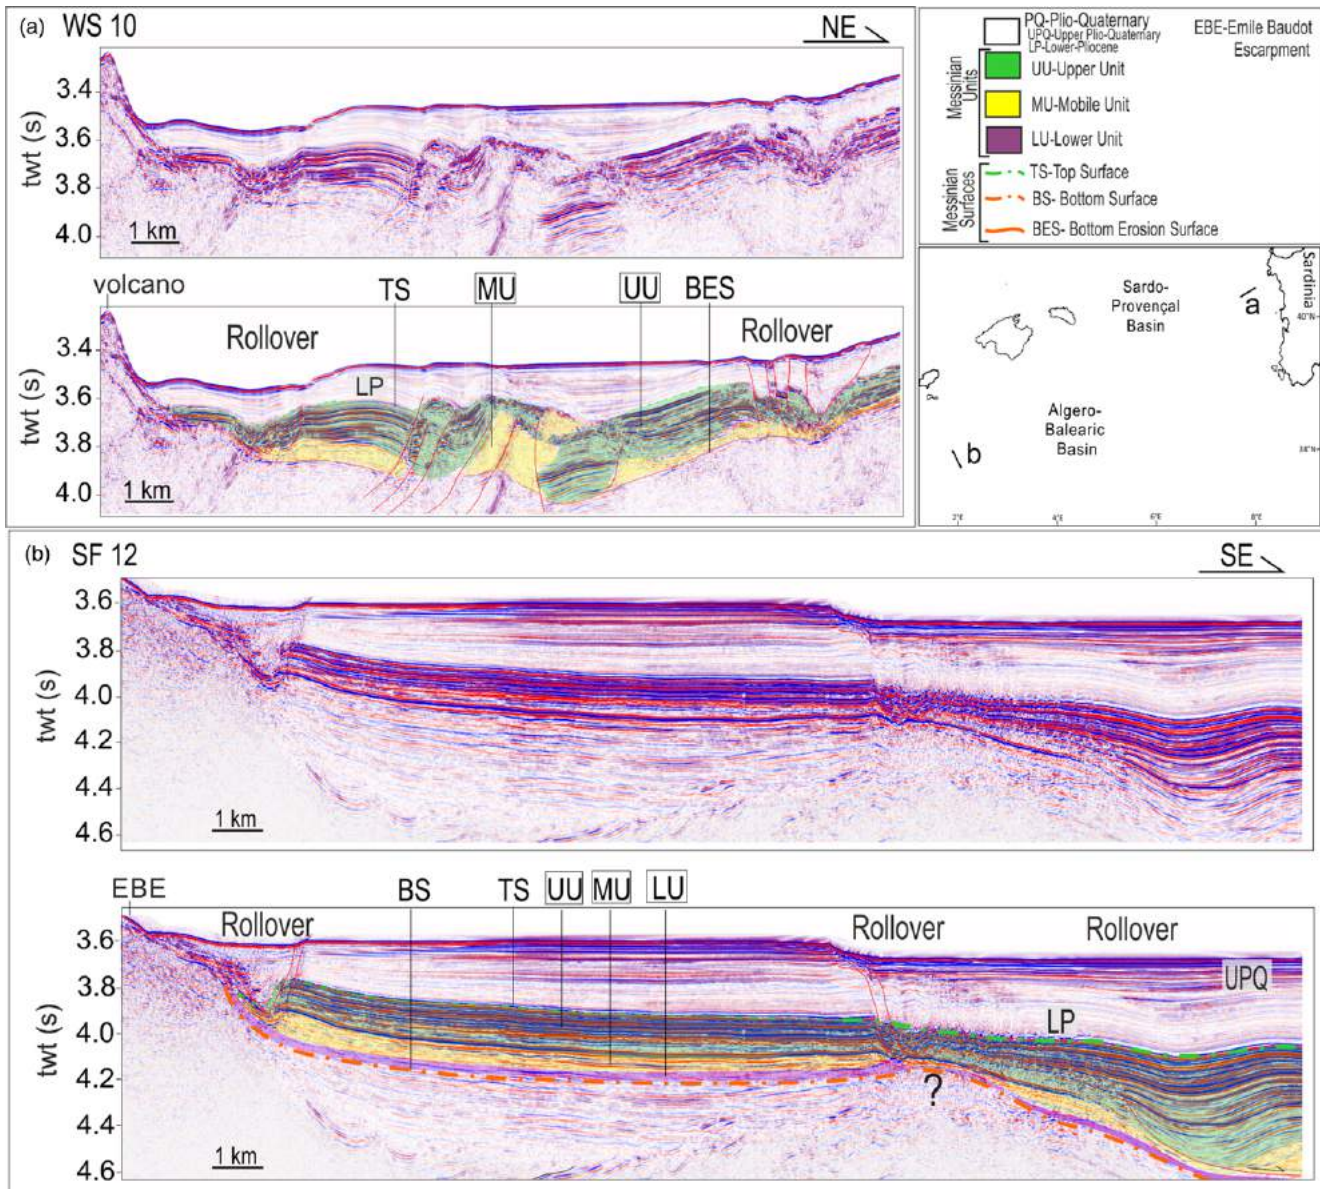 (a) WS 10
NE
twt (s)
3.4
3.6
3.8
4.0
1 km
volcano
TS
MU
UU
BES
Rollover
Rollover
LP
twt (s)
3.4
3.6
3.8
4.0
1 km
PQ-Plio-Quaternary
UPQ-Upper Plio-Quaternary
LP-Lower-Pliocene
EBE-Emile Baudot
Escarpment
Messinian
Units
UU-Upper Unit
MU-Mobile Unit
LU-Lower Unit
Messinian
Surfaces
TS-Top Surface
BS- Bottom Surface
BES- Bottom Erosion Surface
Sardo-
Provençal
Basin
Sardinia
a
40°N
Algero-
Balearic
Basin
b
38°N
2°E
4°E
6°E
8°E
(b) SF 12
SE
twt (s)
3.6
3.8
4.0
4.2
4.4
4.6
1 km
EBE
BS
TS
UU
MU
LU
Rollover
Rollover
Rollover
UPQ
LP
?
twt (s)
3.6
3.8
4.0
4.2
4.4
4.6
1 km